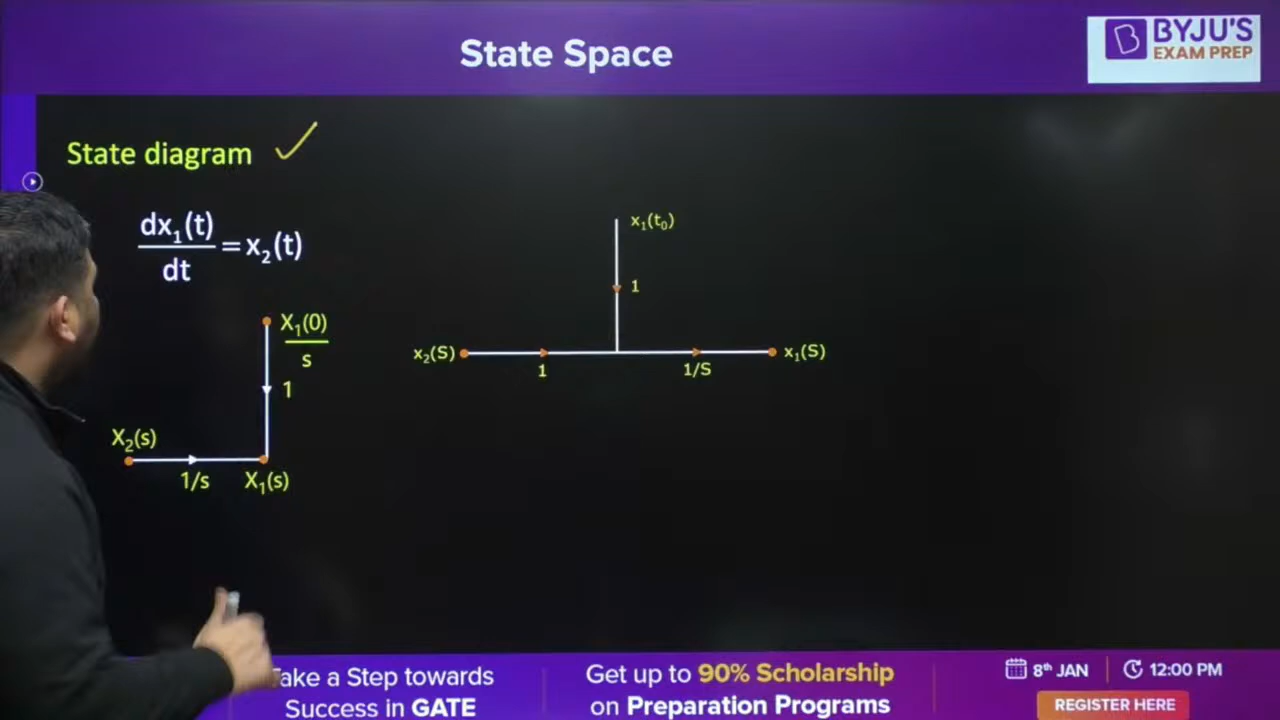 State Space
BYJU'S
EXAM PREP
State diagram
dx₁(t)
dt
= x₂(t)
X₁(0)
s
1
X₂(s)
1/s
X₁(s)
x₁(t₀)
1
x₂(S)
1
1/S
x₁(S)
Take a Step towards
Success in GATE
Get up to 90% Scholarship
on Preparation Programs
8th JAN
12:00 PM
REGISTER HERE